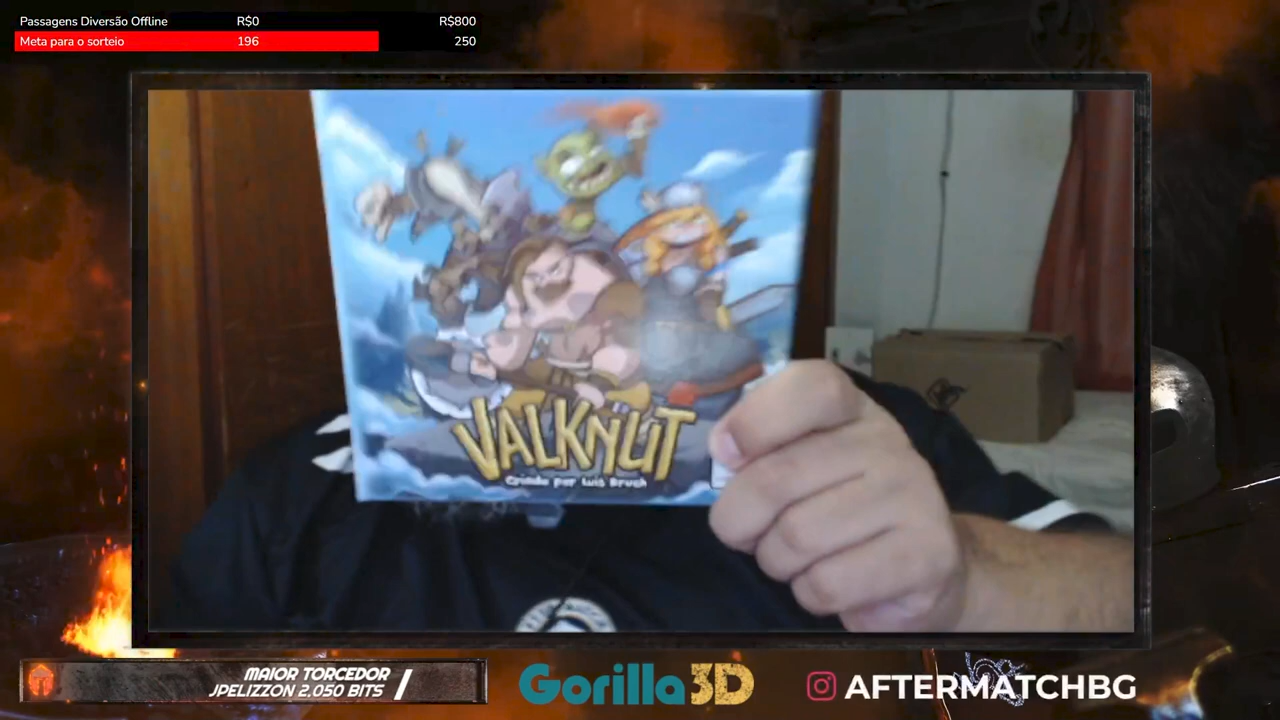 Passagens Diversão Offline R$0 R$800
Meta para o sorteio 196 250
VALKNUT
Criado por Luis Bruch
MAIOR TORCEDOR
JPELIZZON 2.050 BITS
Gorilla3D
AFTERMATCHBG